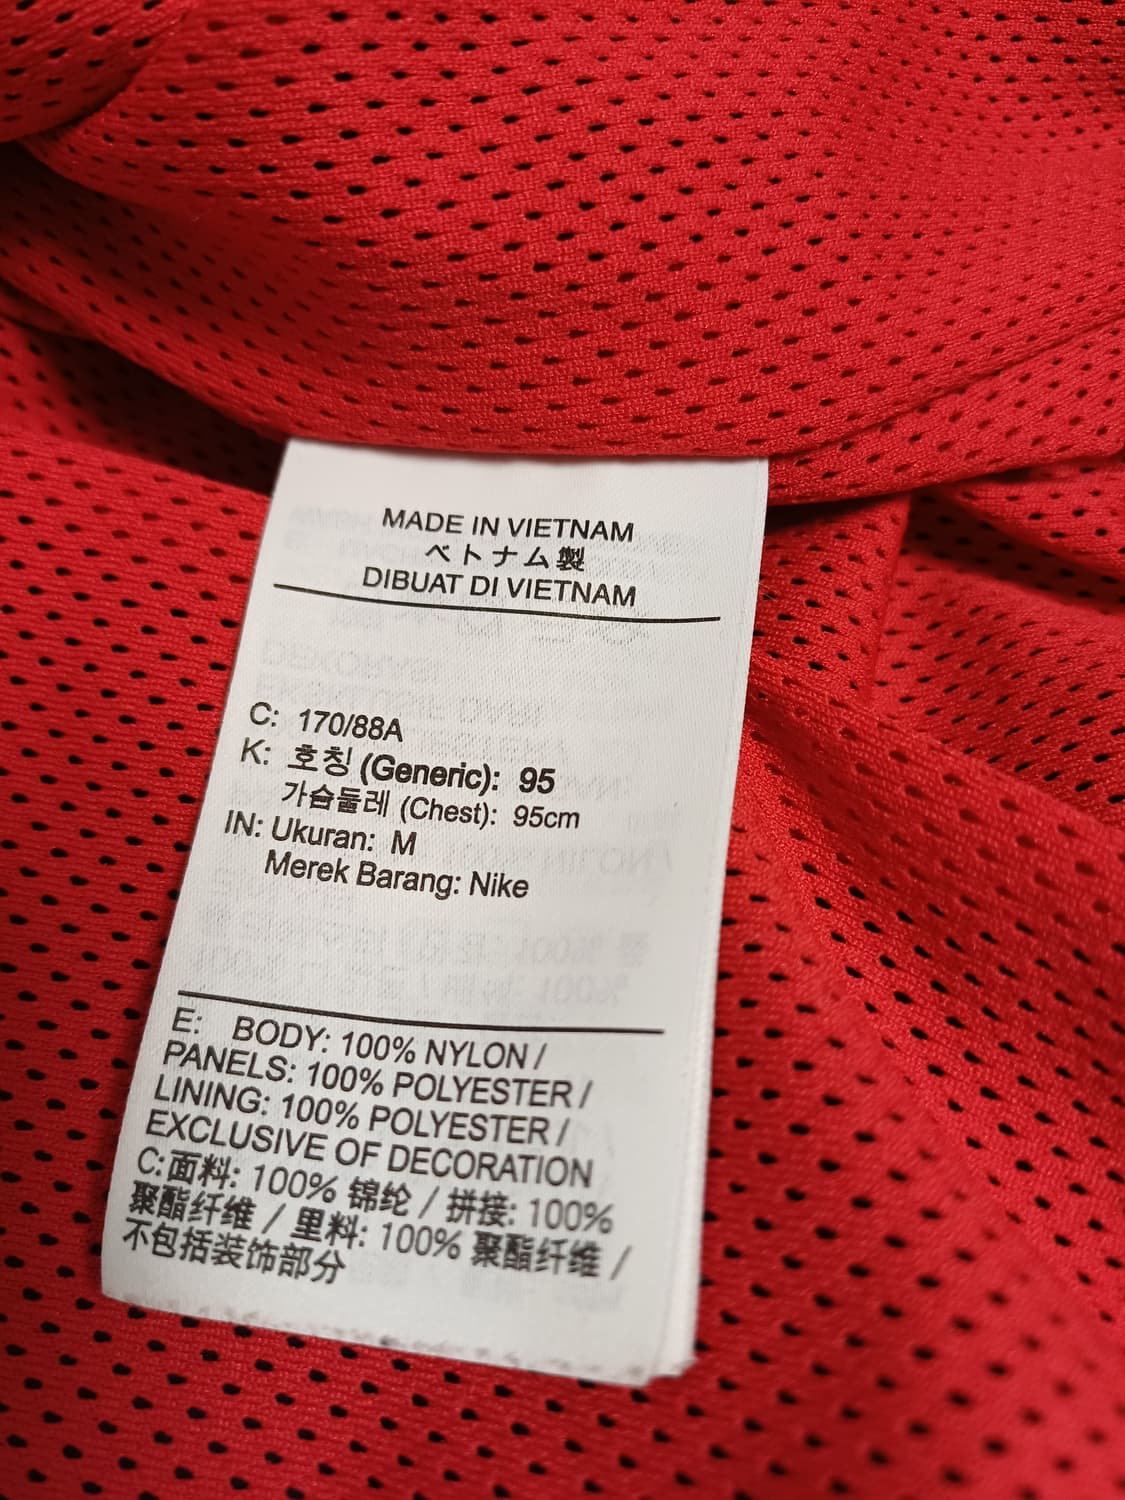 MADE IN VIETNAM
ベトナム製
DIBUAT DI VIETNAM
C: 170/88A
K: 호칭 (Generic): 95
가슴둘레 (Chest): 95cm
IN: Ukuran: M
Merek Barang: Nike
E: BODY: 100% NYLON /
PANELS: 100% POLYESTER /
LINING: 100% POLYESTER /
EXCLUSIVE OF DECORATION
C:面料: 100% 锦纶 / 拼接: 100%
聚酯纤维 / 里料: 100% 聚酯纤维 /
不包括装饰部分